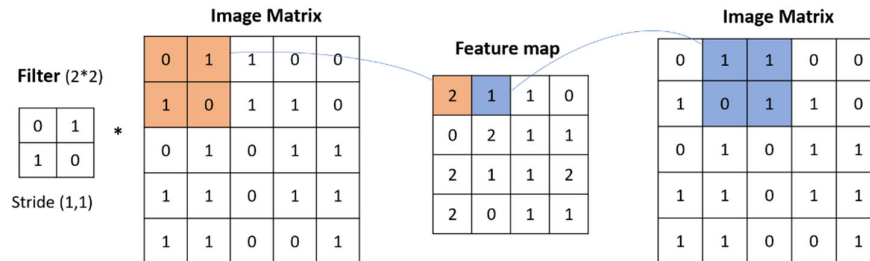 Image Matrix
0 1 1 0 0
1 0 1 1 0
0 1 0 1 1
1 1 0 1 1
1 1 0 0 1
Filter (2*2)
0 1
1 0
*
Stride (1,1)
Feature map
2 1 1 0
0 2 1 1
2 1 1 2
2 0 1 1
Image Matrix
0 1 1 0 0
1 0 1 1 0
0 1 0 1 1
1 1 0 1 1
1 1 0 0 1